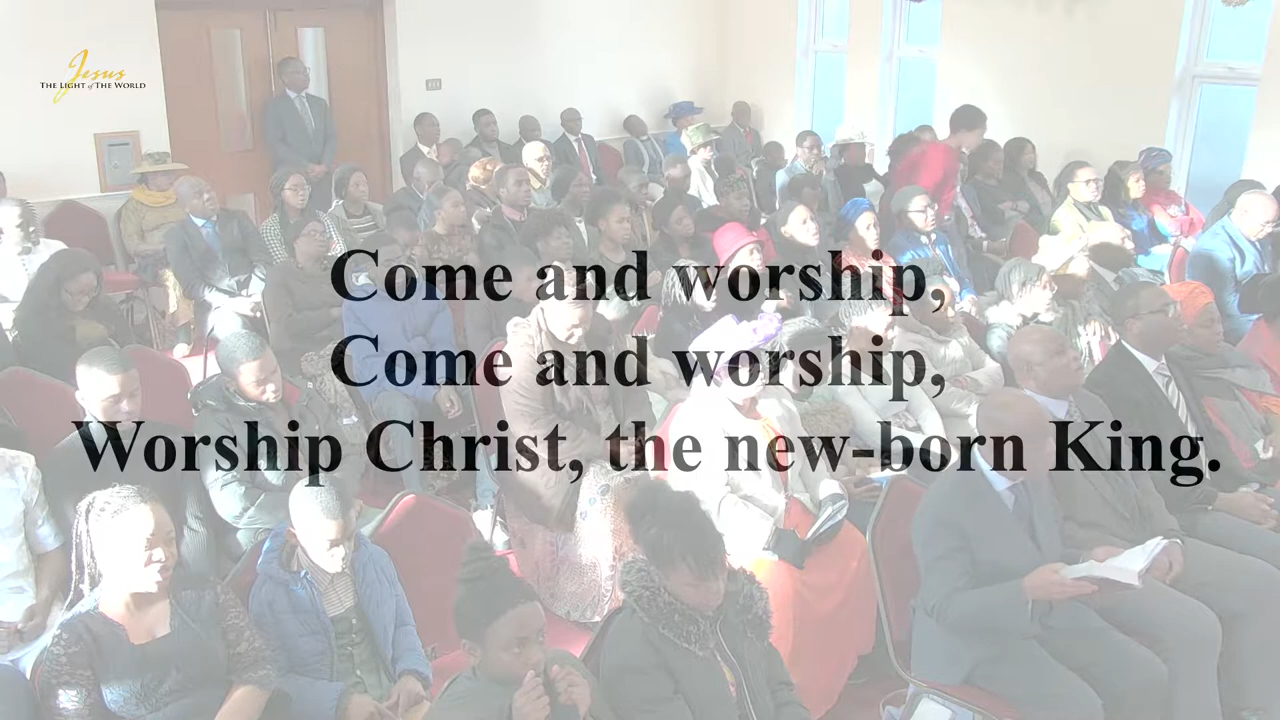 Jesus
THE LIGHT of THE WORLD
Come and worship,
Come and worship,
Worship Christ, the new-born King.